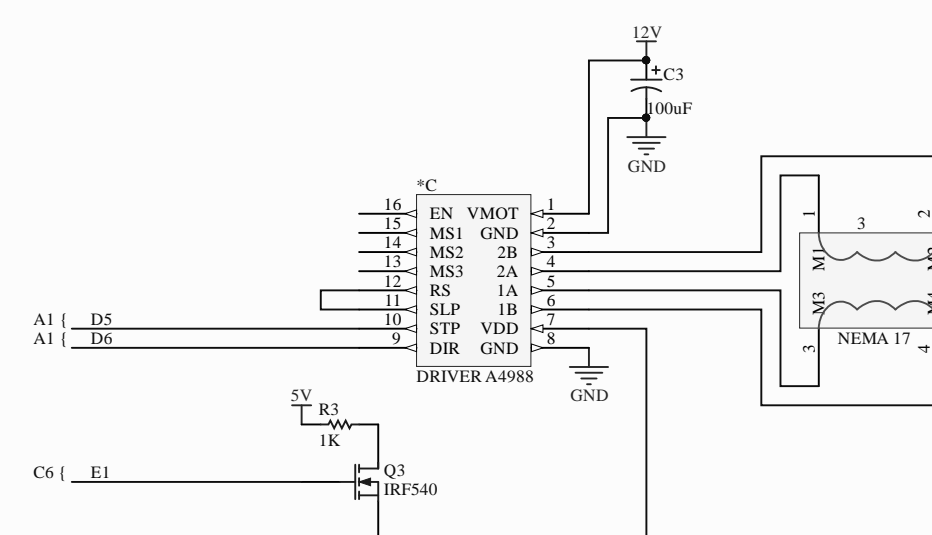 12V
+
C3
100uF
GND
*C
16 EN VMOT 1
15 MS1 GND 2
14 MS2 2B 3
13 MS3 2A 4
12 RS 1A 5
11 SLP 1B 6
A1 { D5 10 STP VDD 7
A1 { D6 9 DIR GND 8
DRIVER A4988
GND
1 3 2
M1 M2
M3 M4
NEMA 17
3 4
5V
R3
1K
C6 { E1
Q3
IRF540